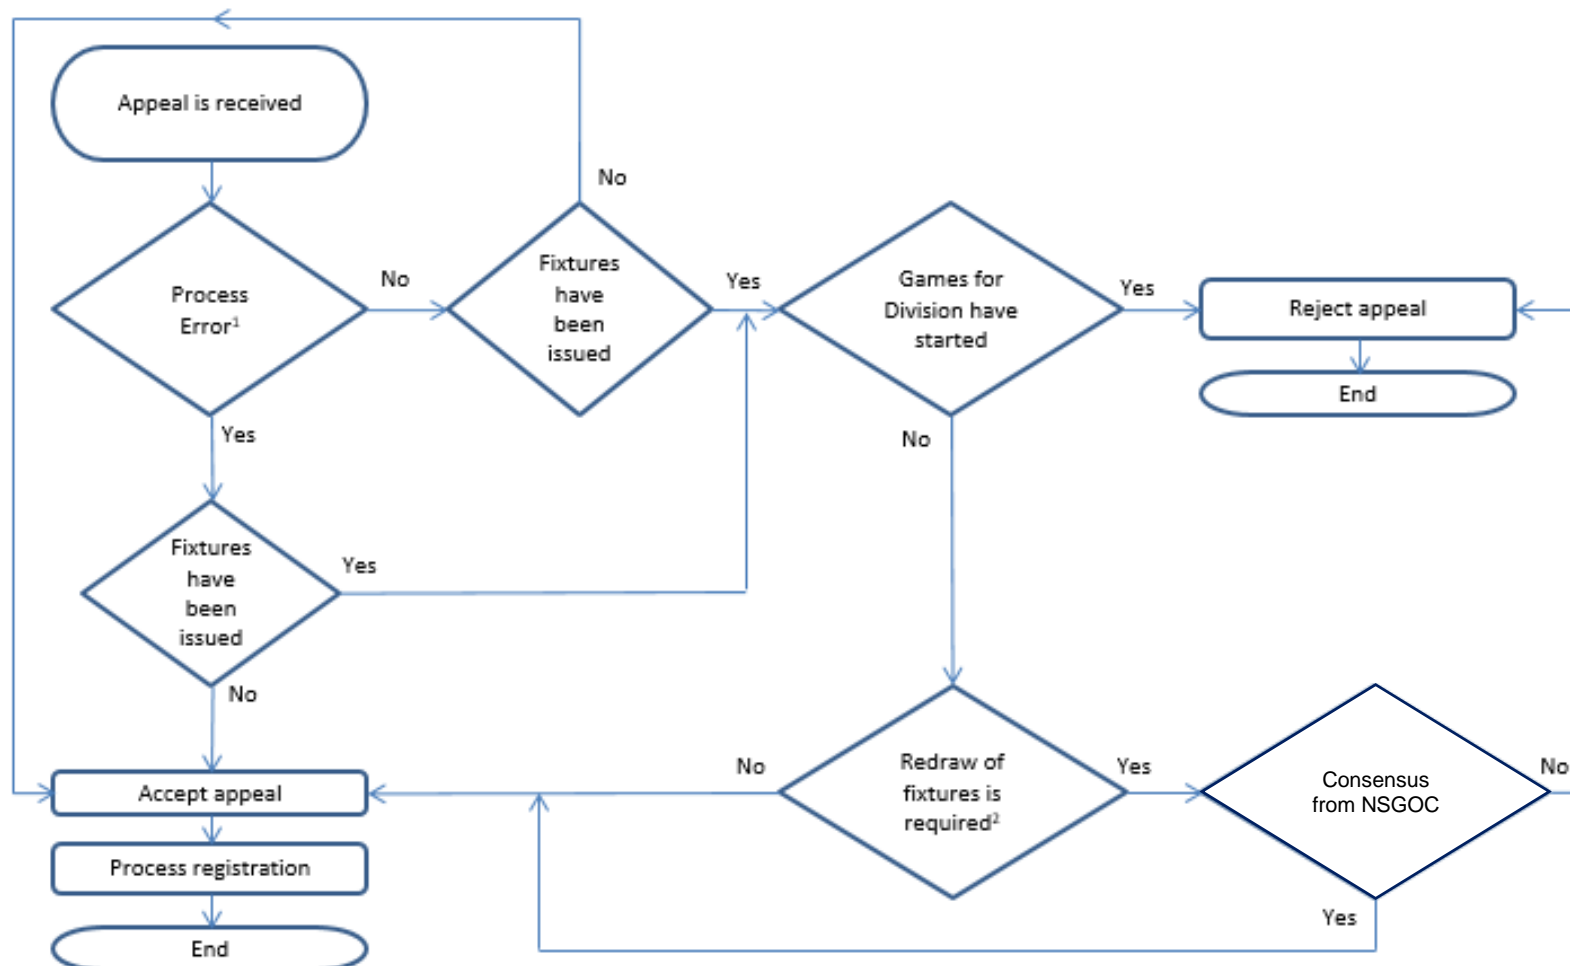 Appeal is received
No
Process
Error¹
No
Fixtures
have
been
issued
Yes
Games for
Division have
started
Yes
Reject appeal
End
Yes
No
Fixtures
have
been
issued
Yes
No
Accept appeal
No
Redraw of
fixtures is
required²
Yes
Consensus
from NSGOC
No
Process registration
Yes
End